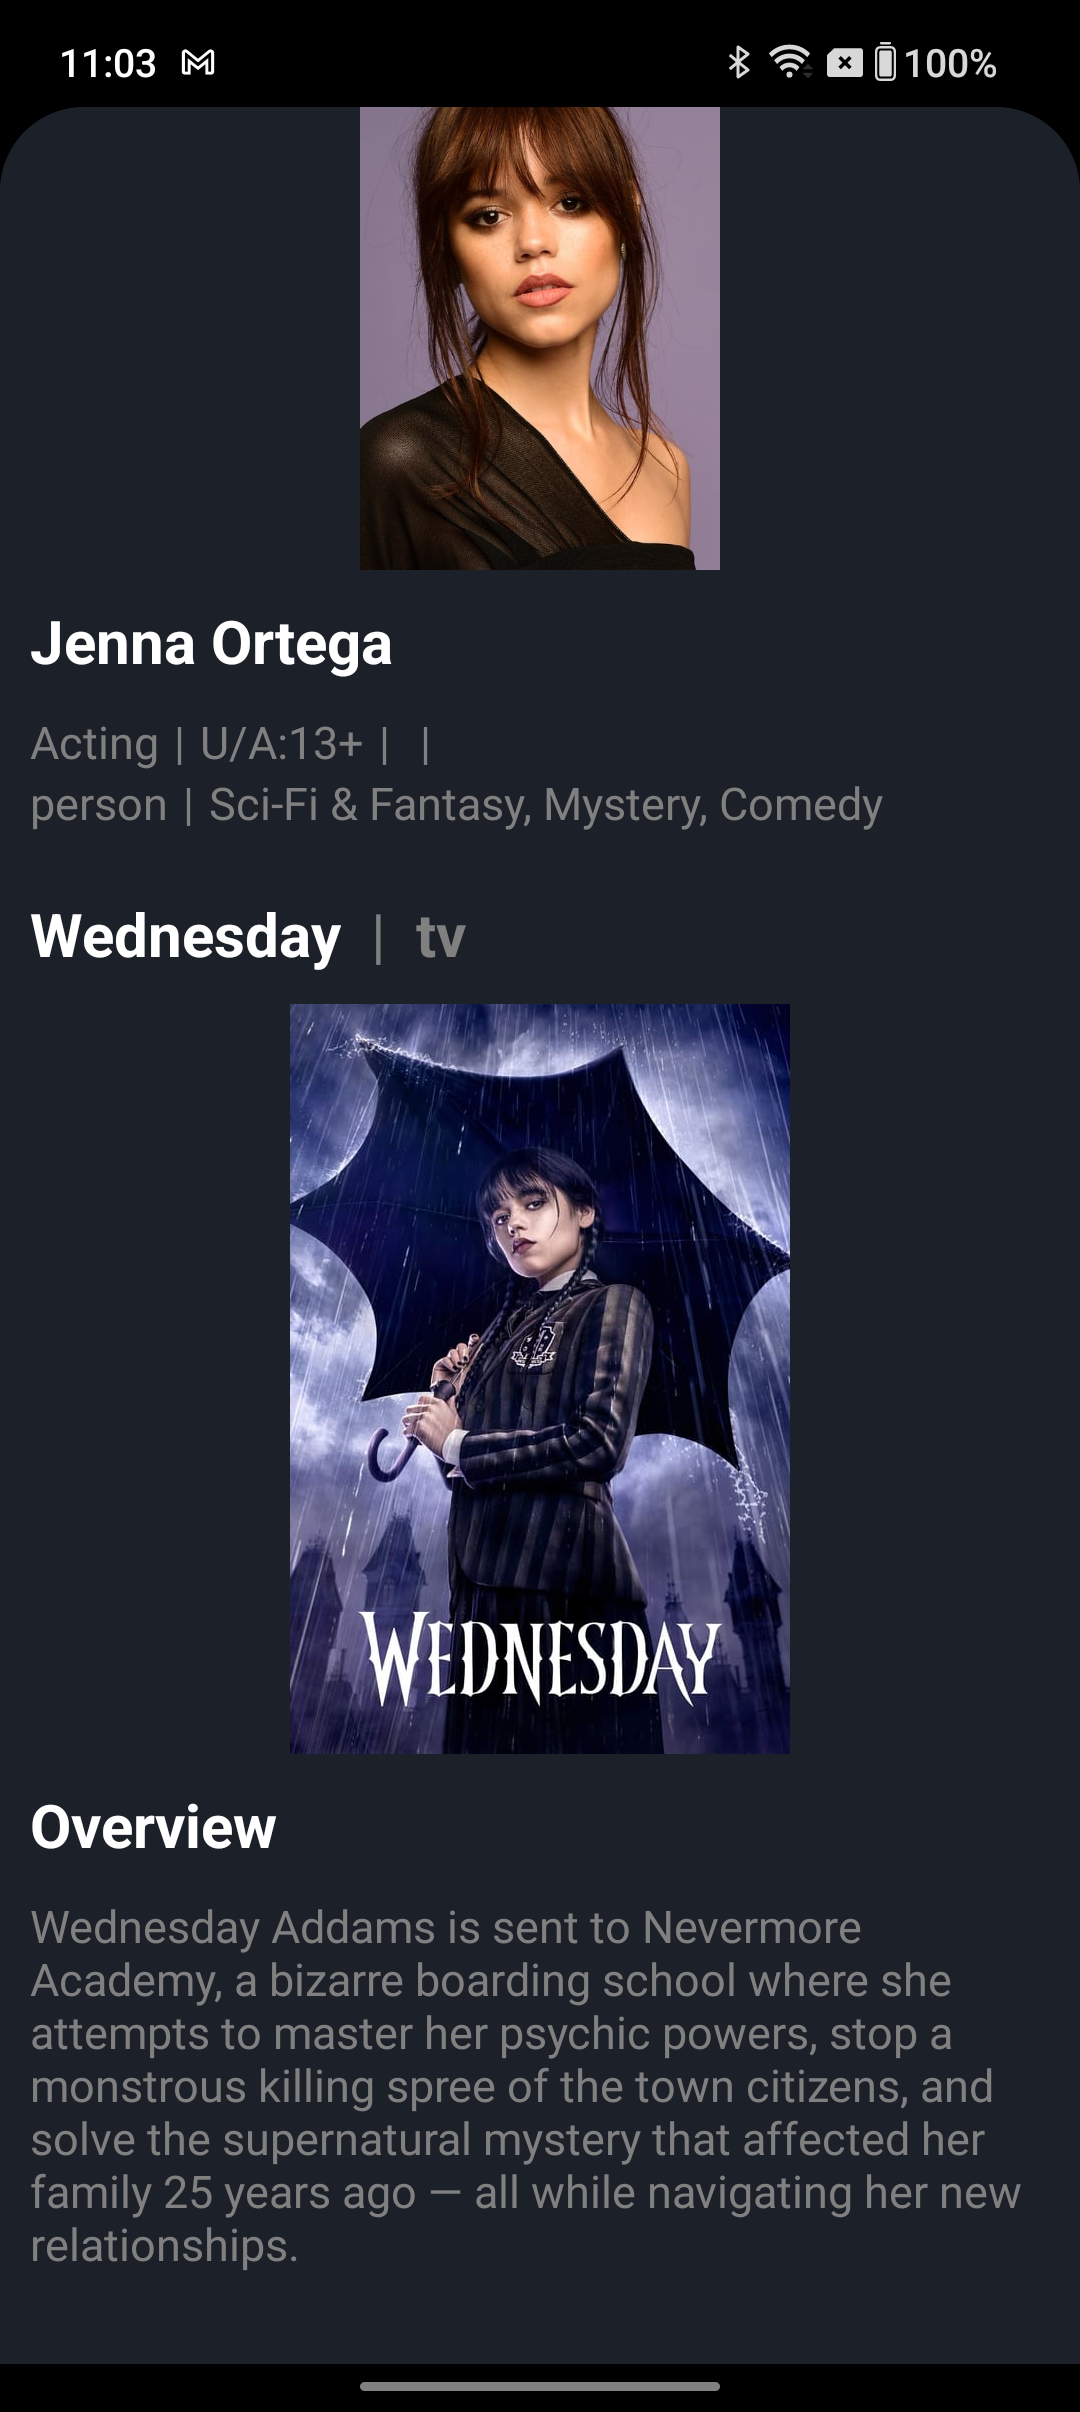 11:03 100%
Jenna Ortega
Acting | U/A:13+ | |
person | Sci-Fi & Fantasy, Mystery, Comedy
Wednesday | tv
WEDNESDAY
Overview
Wednesday Addams is sent to Nevermore
Academy, a bizarre boarding school where she
attempts to master her psychic powers, stop a
monstrous killing spree of the town citizens, and
solve the supernatural mystery that affected her
family 25 years ago — all while navigating her new
relationships.